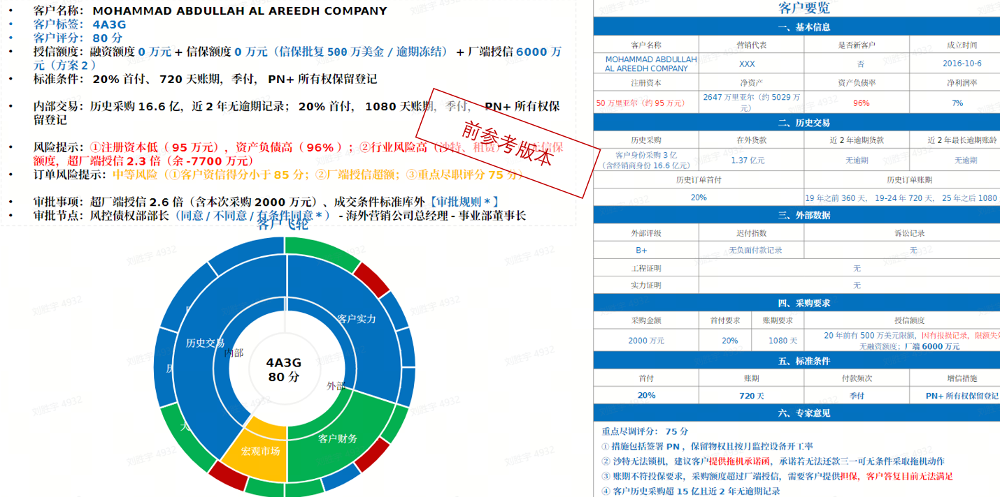 • 客户名称： MOHAMMAD ABDULLAH AL AREEDH COMPANY
• 客户标签： 4A3G
• 客户评分： 80 分
• 授信额度：融资额度 0 万元 + 信保额度 0 万元（信保批复 500 万美金 / 逾期冻结） + 厂端授信 6000 万
元（方案 2 ）
• 标准条件： 20% 首付、 720 天账期，季付， PN+ 所有权保留登记
• 内部交易：历史采购 16.6 亿，近 2 年无逾期记录； 20% 首付， 1080 天账期，季付， PN+ 所有权保
留登记
• 风险提示：①注册资本低（ 95 万元），资产负债高（ 96% ）；②行业风险高（沙特、租赁）
信保
额度，超厂端授信 2.3 倍（余 -7700 万元）
• 订单风险提示：中等风险（①客户资信得分小于 85 分；②厂端授信超额；③重点尽职评分 75 分）
• 审批事项：超厂端授信 2.6 倍（含本次采购 2000 万元）、成交条件标准库外【审批规则 * 】
• 审批节点：风控债权部部长（同意 / 不同意 / 有条件同意 * ） - 海外营销公司总经理 - 事业部董事长
前参考版本
客户飞轮
客户实力
历史交易
内部
4A3G
80 分
外部
历
大
客户财务
宏观市场
客户要览
一、基本信息
客户名称 营销代表 是否新客户 成立时间
MOHAMMAD ABDULLAH
AL AREEDH COMPANY XXX 否 2016-10-6
注册资本 净资产 资产负债率 净利润率
50 万里亚尔（约 95 万元） 2647 万里亚尔（约 5029 万
元） 96% 7%
二、历史交易
历史采购 在外货款 近 2 年逾期货款 近 2 年最长逾期账龄
客户身份采购 3 亿
（含经销商身份 16.6 亿元） 1.37 亿元 无逾期 无逾期
历史订单首付 历史订单账期
20% 19 年之前 360 天， 19-24 年 720 天， 25 年之后 1080
三、外部数据
外部评级 迟付指数 诉讼记录
B+ 无负面付款记录 无
工程证明 无
实力证明 无
四、采购要求
采购金额 首付要求 账期要求 授信额度
2000 万元 20% 1080 天 20 年前有 500 万美元限额，因有报损记录，限额失
无融资额度；厂端 6000 万元
五、标准条件
首付 账期 付款频次 增信措施
20% 720 天 季付 PN+ 所有权保留登记
六、专家意见
重点尽调评分： 75 分
① 措施包括签署 PN ，保留物权且按月监控设备开工率
② 沙特无法锁机，建议客户提供拖机承诺函，承诺若无法还款三一可无条件采取拖机动作
③ 账期不符投保要求，采购额度超过厂端授信，需要客户提供担保，客户答复目前无法满足
④ 客户历史采购超 15 亿且近 2 年无逾期记录
刘胜宇 4932